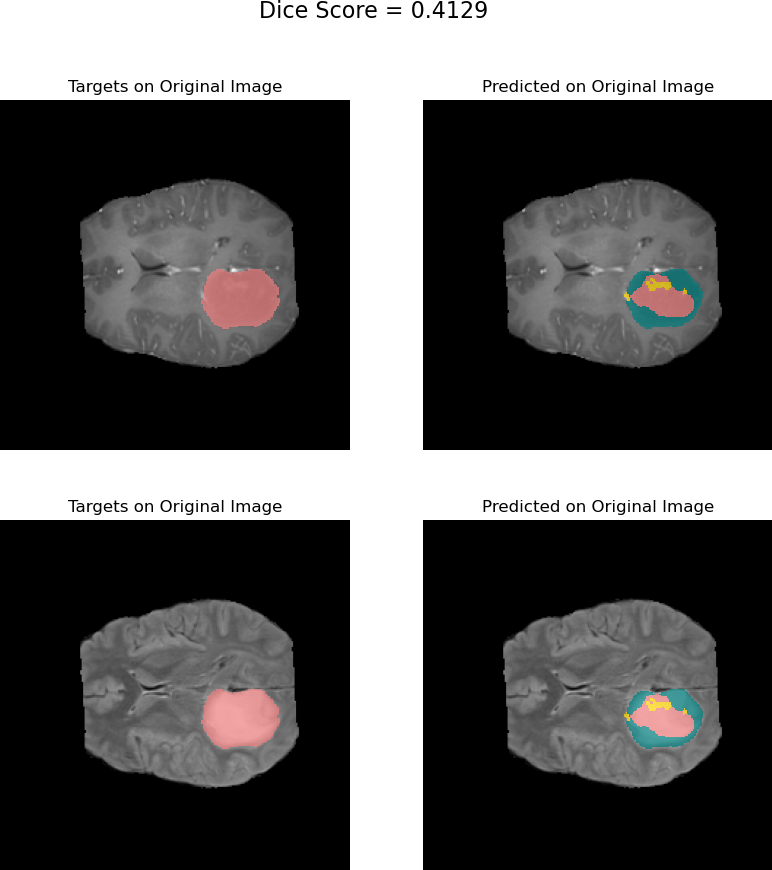 Dice Score = 0.4129
Targets on Original Image
Predicted on Original Image
Targets on Original Image
Predicted on Original Image